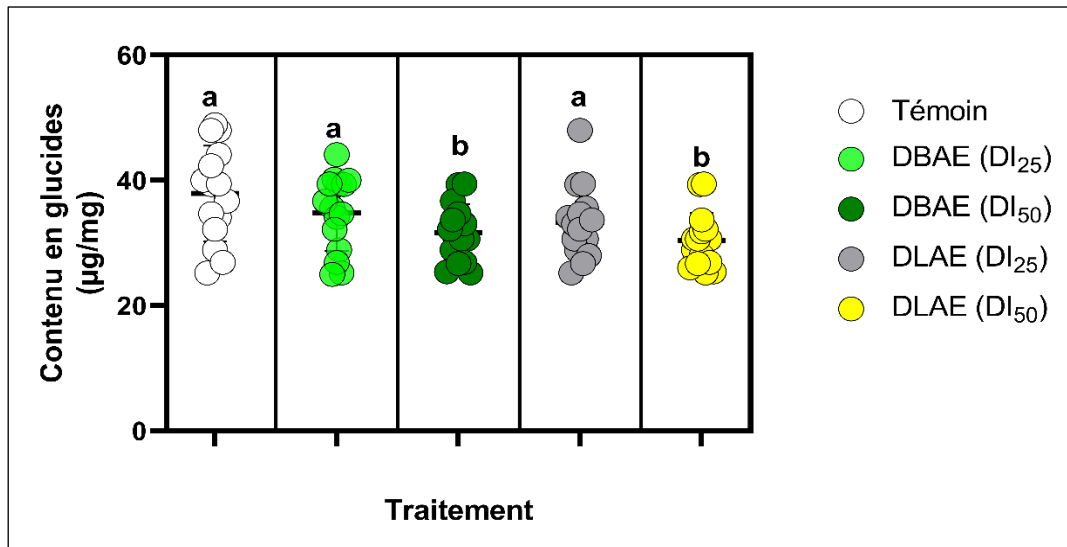 Contenu en glucides
(µg/mg)
60
40
20
0
a
a
b
a
b
Traitement
Témoin
DBAE (DI₂₅)
DBAE (DI₅₀)
DLAE (DI₂₅)
DLAE (DI₅₀)